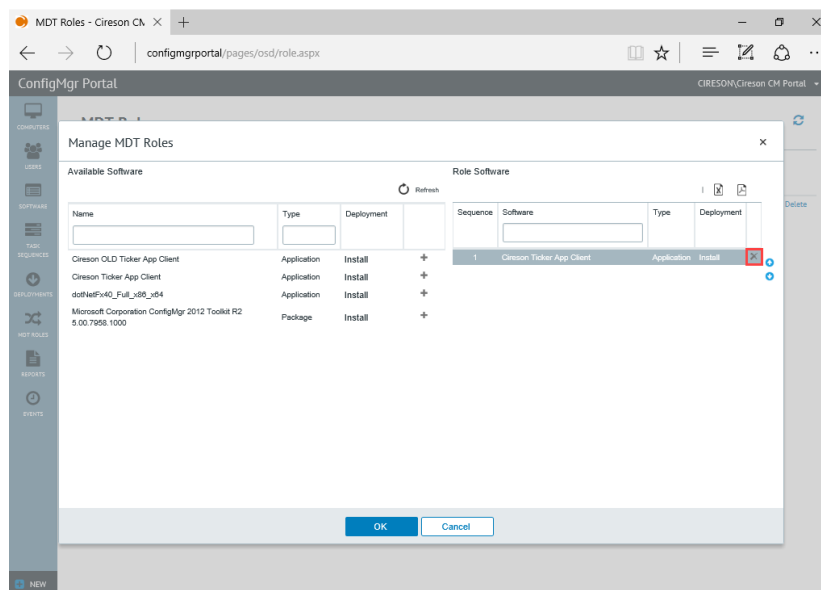 MDT Roles - Cireson CM
configmgrportal/pages/osd/role.aspx
ConfigMgr Portal
CIRESON\Cireson CM Portal
COMPUTERS
USERS
SOFTWARE
TASK SEQUENCES
DEPLOYMENTS
MDT ROLES
REPORTS
EVENTS
NEW
Delete
Manage MDT Roles
Available Software
Refresh
Name Type Deployment
Cireson OLD Ticker App Client Application Install
Cireson Ticker App Client Application Install
dotNetFx40_Full_x86_x64 Application Install
Microsoft Corporation ConfigMgr 2012 Toolkit R2
5.00.7958.1000 Package Install
Role Software
Sequence Software Type Deployment
1 Cireson Ticker App Client Application Install
OK Cancel